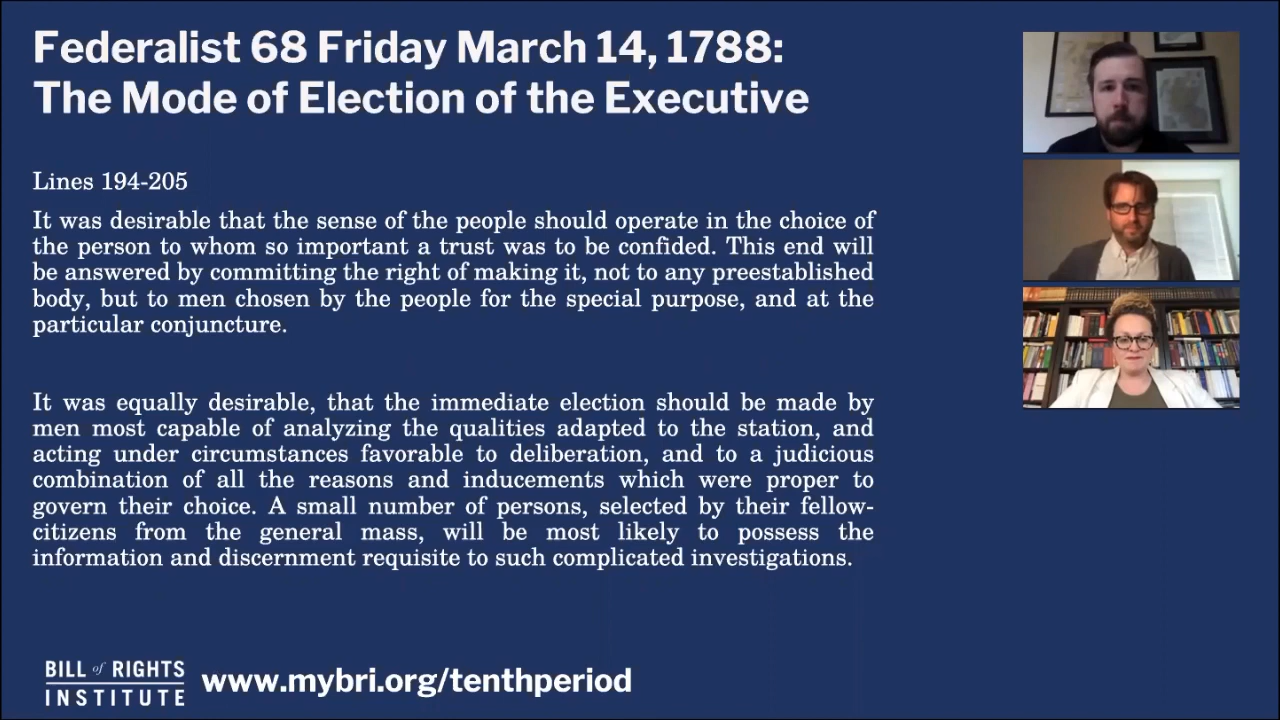 Federalist 68 Friday March 14, 1788:
The Mode of Election of the Executive
Lines 194-205
It was desirable that the sense of the people should operate in the choice of
the person to whom so important a trust was to be confided. This end will
be answered by committing the right of making it, not to any preestablished
body, but to men chosen by the people for the special purpose, and at the
particular conjuncture.
It was equally desirable, that the immediate election should be made by
men most capable of analyzing the qualities adapted to the station, and
acting under circumstances favorable to deliberation, and to a judicious
combination of all the reasons and inducements which were proper to
govern their choice. A small number of persons, selected by their fellow-
citizens from the general mass, will be most likely to possess the
information and discernment requisite to such complicated investigations.
BILL of RIGHTS
INSTITUTE
www.mybri.org/tenthperiod